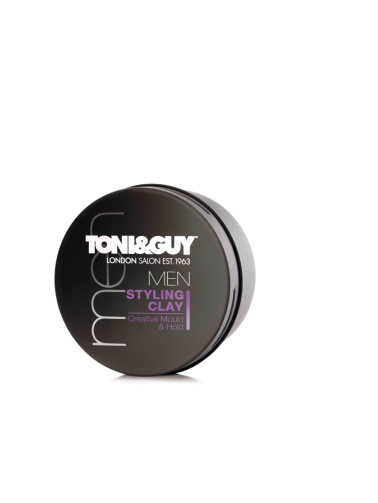 men
TONI&GUY
LONDON SALON EST. 1963
MEN
STYLING
CLAY
Creative Mould
& Hold